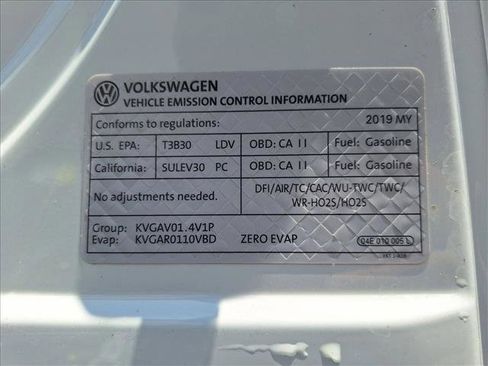 VOLKSWAGEN
VEHICLE EMISSION CONTROL INFORMATION
Conforms to regulations: 2019 MY
U.S. EPA: T3B30 LDV OBD: CA II Fuel: Gasoline
California: SULEV30 PC OBD: CA II Fuel: Gasoline
No adjustments needed.
DFI/AIR/TC/CAC/WU-TWC/TWC/
WR-HO2S/HO2S
Group: KVGAV01.4V1P
Evap: KVGAR0110VBD ZERO EVAP
04E 010 005 L